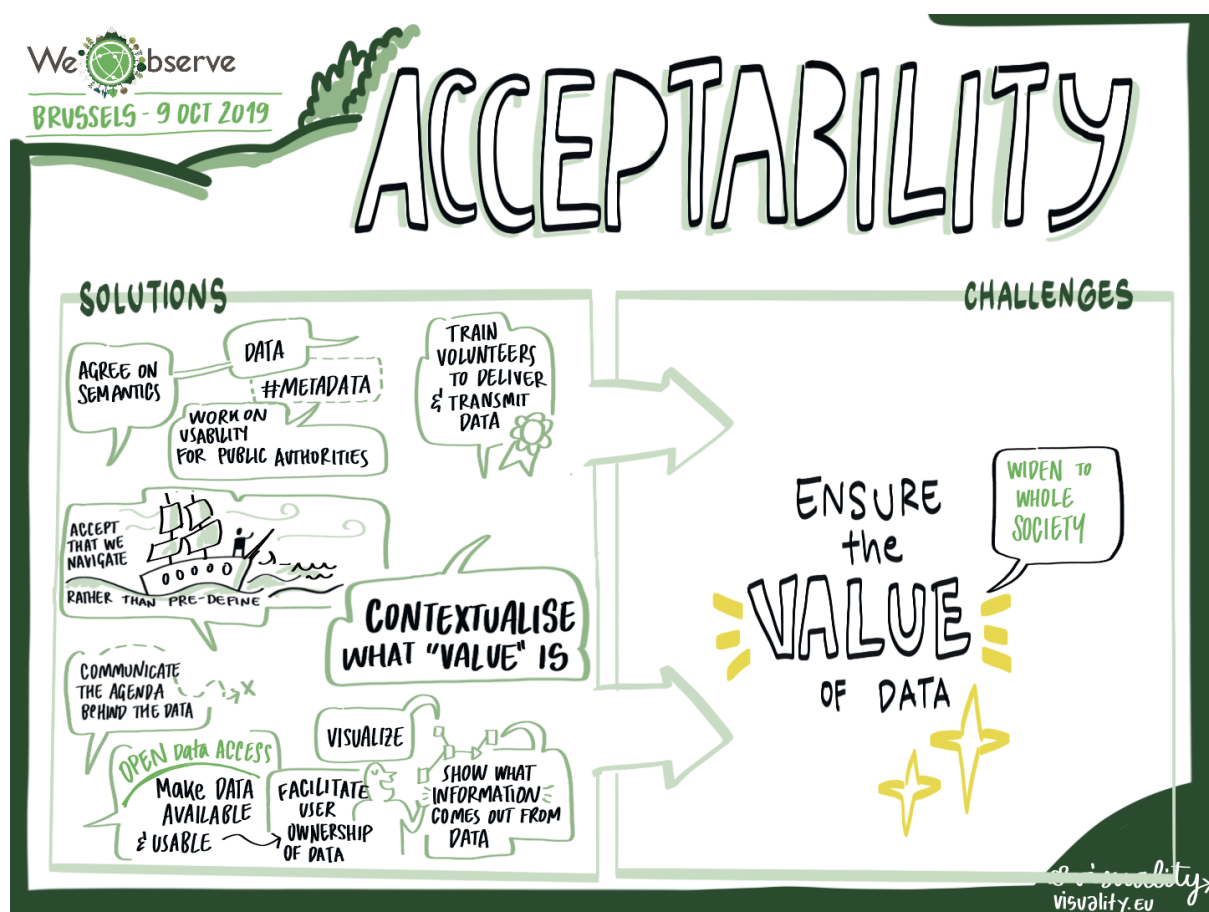 We Observe
BRUSSELS - 9 OCT 2019
ACCEPTABILITY
SOLUTIONS
AGREE ON
SEMANTICS
DATA
#METADATA
WORK ON
USABILITY
FOR PUBLIC AUTHORITIES
TRAIN
VOLUNTEERS
TO DELIVER
& TRANSMIT
DATA
ACCEPT
THAT WE
NAVIGATE
RATHER THAN PRE-DEFINE
CONTEXTUALISE
WHAT "VALUE" IS
COMMUNICATE
THE AGENDA
BEHIND THE DATA
OPEN Data ACCESS
Make DATA
AVAILABLE
& USABLE
FACILITATE
USER
OWNERSHIP
OF DATA
VISUALIZE
SHOW WHAT
INFORMATION
COMES OUT FROM
DATA
CHALLENGES
ENSURE
the
VALUE
OF DATA
WIDEN TO
WHOLE
SOCIETY
visuality
visuality.eu